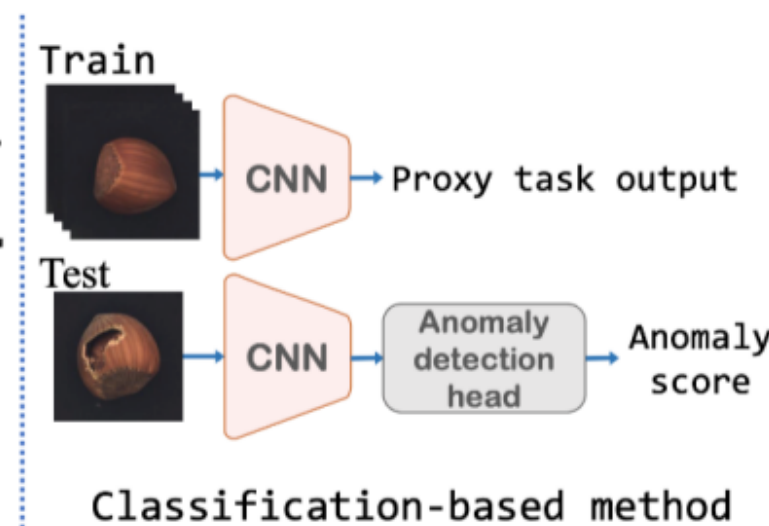 Train
CNN
Proxy task output
Test
CNN
Anomaly
detection
head
Anomaly
score
Classification-based method